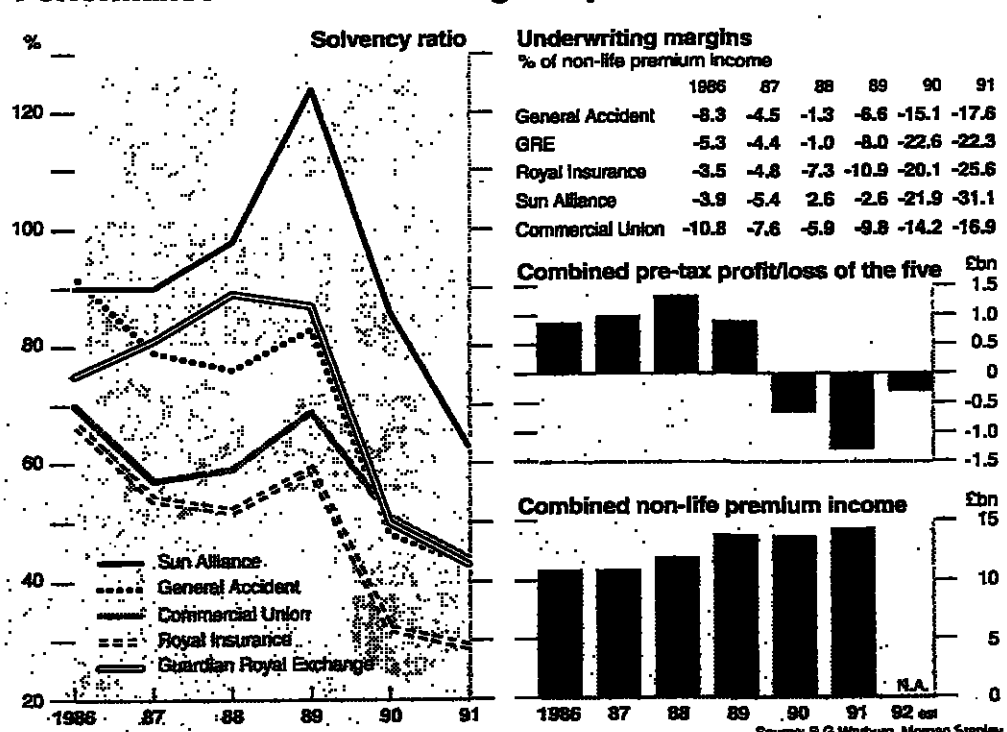 Solvency ratio
%
120
100
80
60
40
20
Sun Alliance
General Accident
Commercial Union
Royal Insurance
Guardian Royal Exchange
1986 87 88 89 90 91
Underwriting margins
% of non-life premium income
1986 87 88 89 90 91
General Accident -8.3 -4.5 -1.3 -6.6 -15.1 -17.6
GRE -5.3 -4.4 -1.0 -8.0 -22.6 -22.3
Royal Insurance -3.5 -4.8 -7.3 -10.9 -20.1 -25.6
Sun Alliance -3.9 -5.4 2.6 -2.6 -21.9 -31.1
Commercial Union -10.8 -7.6 -5.9 -9.8 -14.2 -16.9
Combined pre-tax profit/loss of the five
£bn
1.5
1.0
0.5
0
-0.5
-1.0
-1.5
Combined non-life premium income
£bn
15
10
5
0
N.A.
1986 87 88 89 90 91 92 est